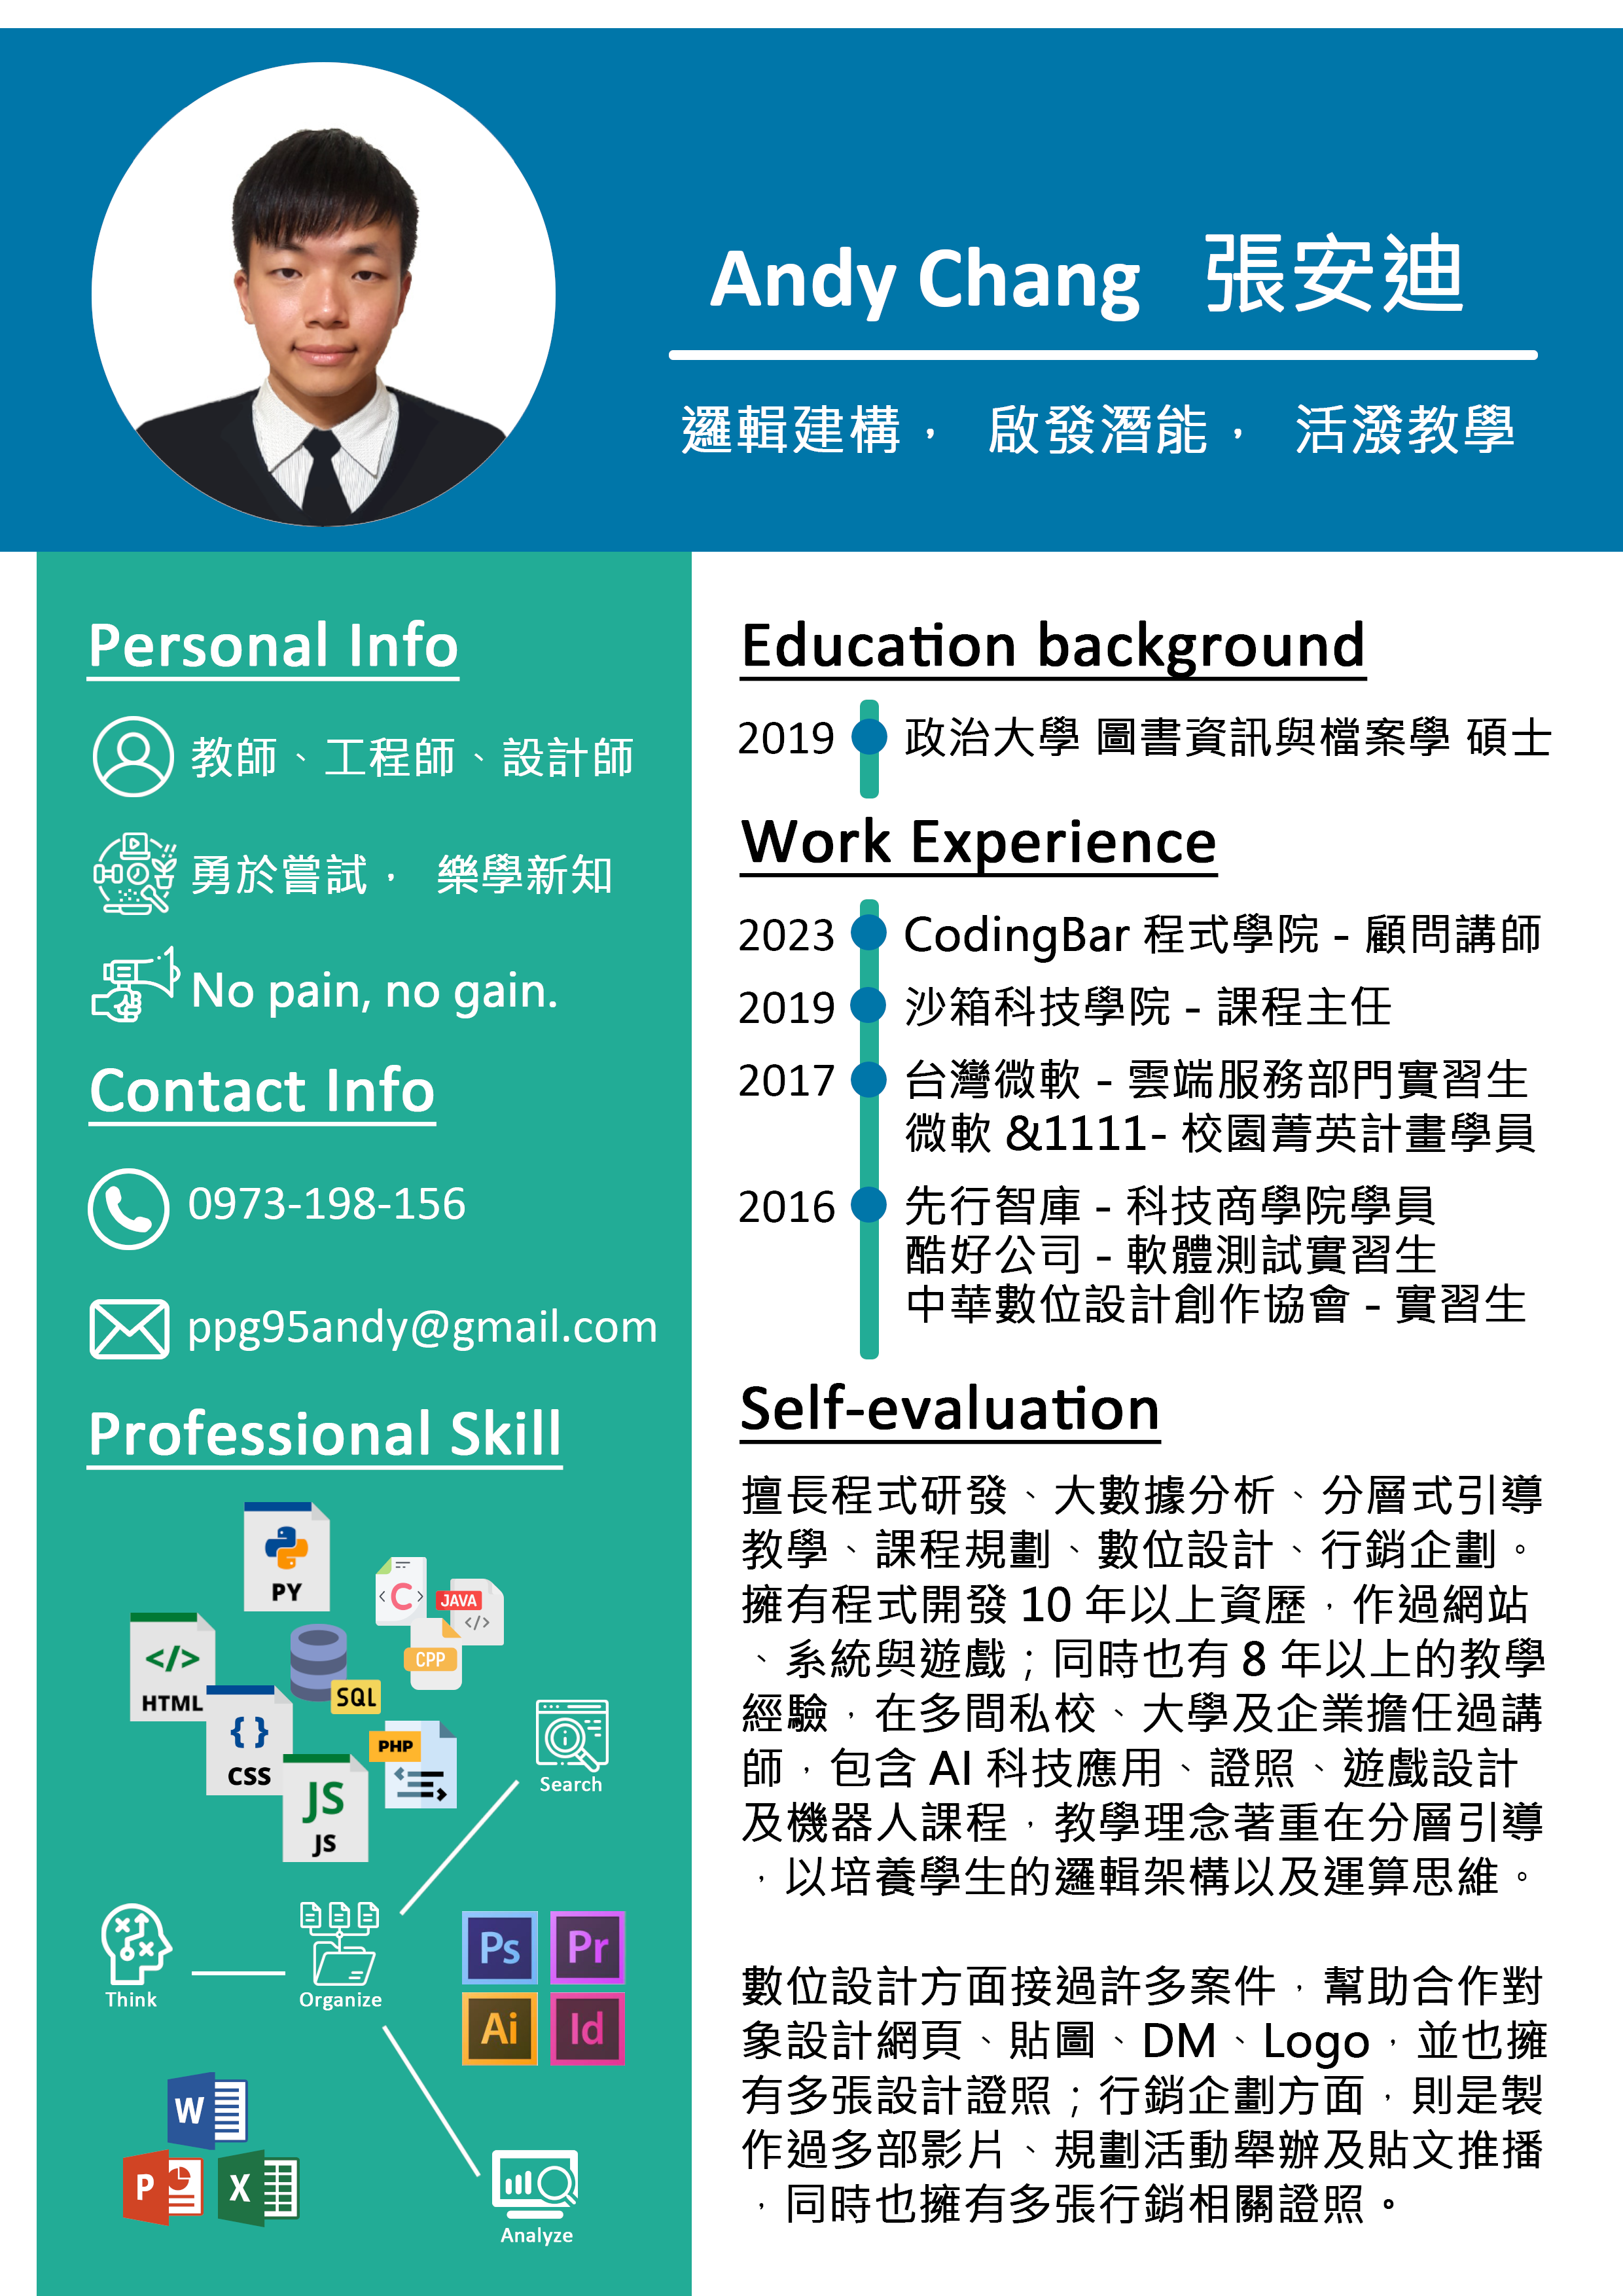 Andy Chang 張安迪
邏輯建構， 啟發潛能， 活潑教學
Personal Info
教師、工程師、設計師
勇於嘗試， 樂學新知
No pain, no gain.
Contact Info
0973-198-156
ppg95andy@gmail.com
Professional Skill
PY
C
JAVA
</>
CPP
</>
HTML
SQL
{ }
CSS
PHP
JS
JS
Search
Think
Organize
Ps
Pr
Ai
Id
W
P
X
Analyze
Education background
2019 政治大學 圖書資訊與檔案學 碩士
Work Experience
2023 CodingBar 程式學院 - 顧問講師
2019 沙箱科技學院 - 課程主任
2017 台灣微軟 - 雲端服務部門實習生
微軟 &1111- 校園菁英計畫學員
2016 先行智庫 - 科技商學院學員
酷好公司 - 軟體測試實習生
中華數位設計創作協會 - 實習生
Self-evaluation
擅長程式研發、大數據分析、分層式引導
教學、課程規劃、數位設計、行銷企劃。
擁有程式開發 10 年以上資歷，作過網站
、系統與遊戲；同時也有 8 年以上的教學
經驗，在多間私校、大學及企業擔任過講
師，包含 AI 科技應用、證照、遊戲設計
及機器人課程，教學理念著重在分層引導
，以培養學生的邏輯架構以及運算思維。
數位設計方面接過許多案件，幫助合作對
象設計網頁、貼圖、DM、Logo，並也擁
有多張設計證照；行銷企劃方面，則是製
作過多部影片、規劃活動舉辦及貼文推播
，同時也擁有多張行銷相關證照。